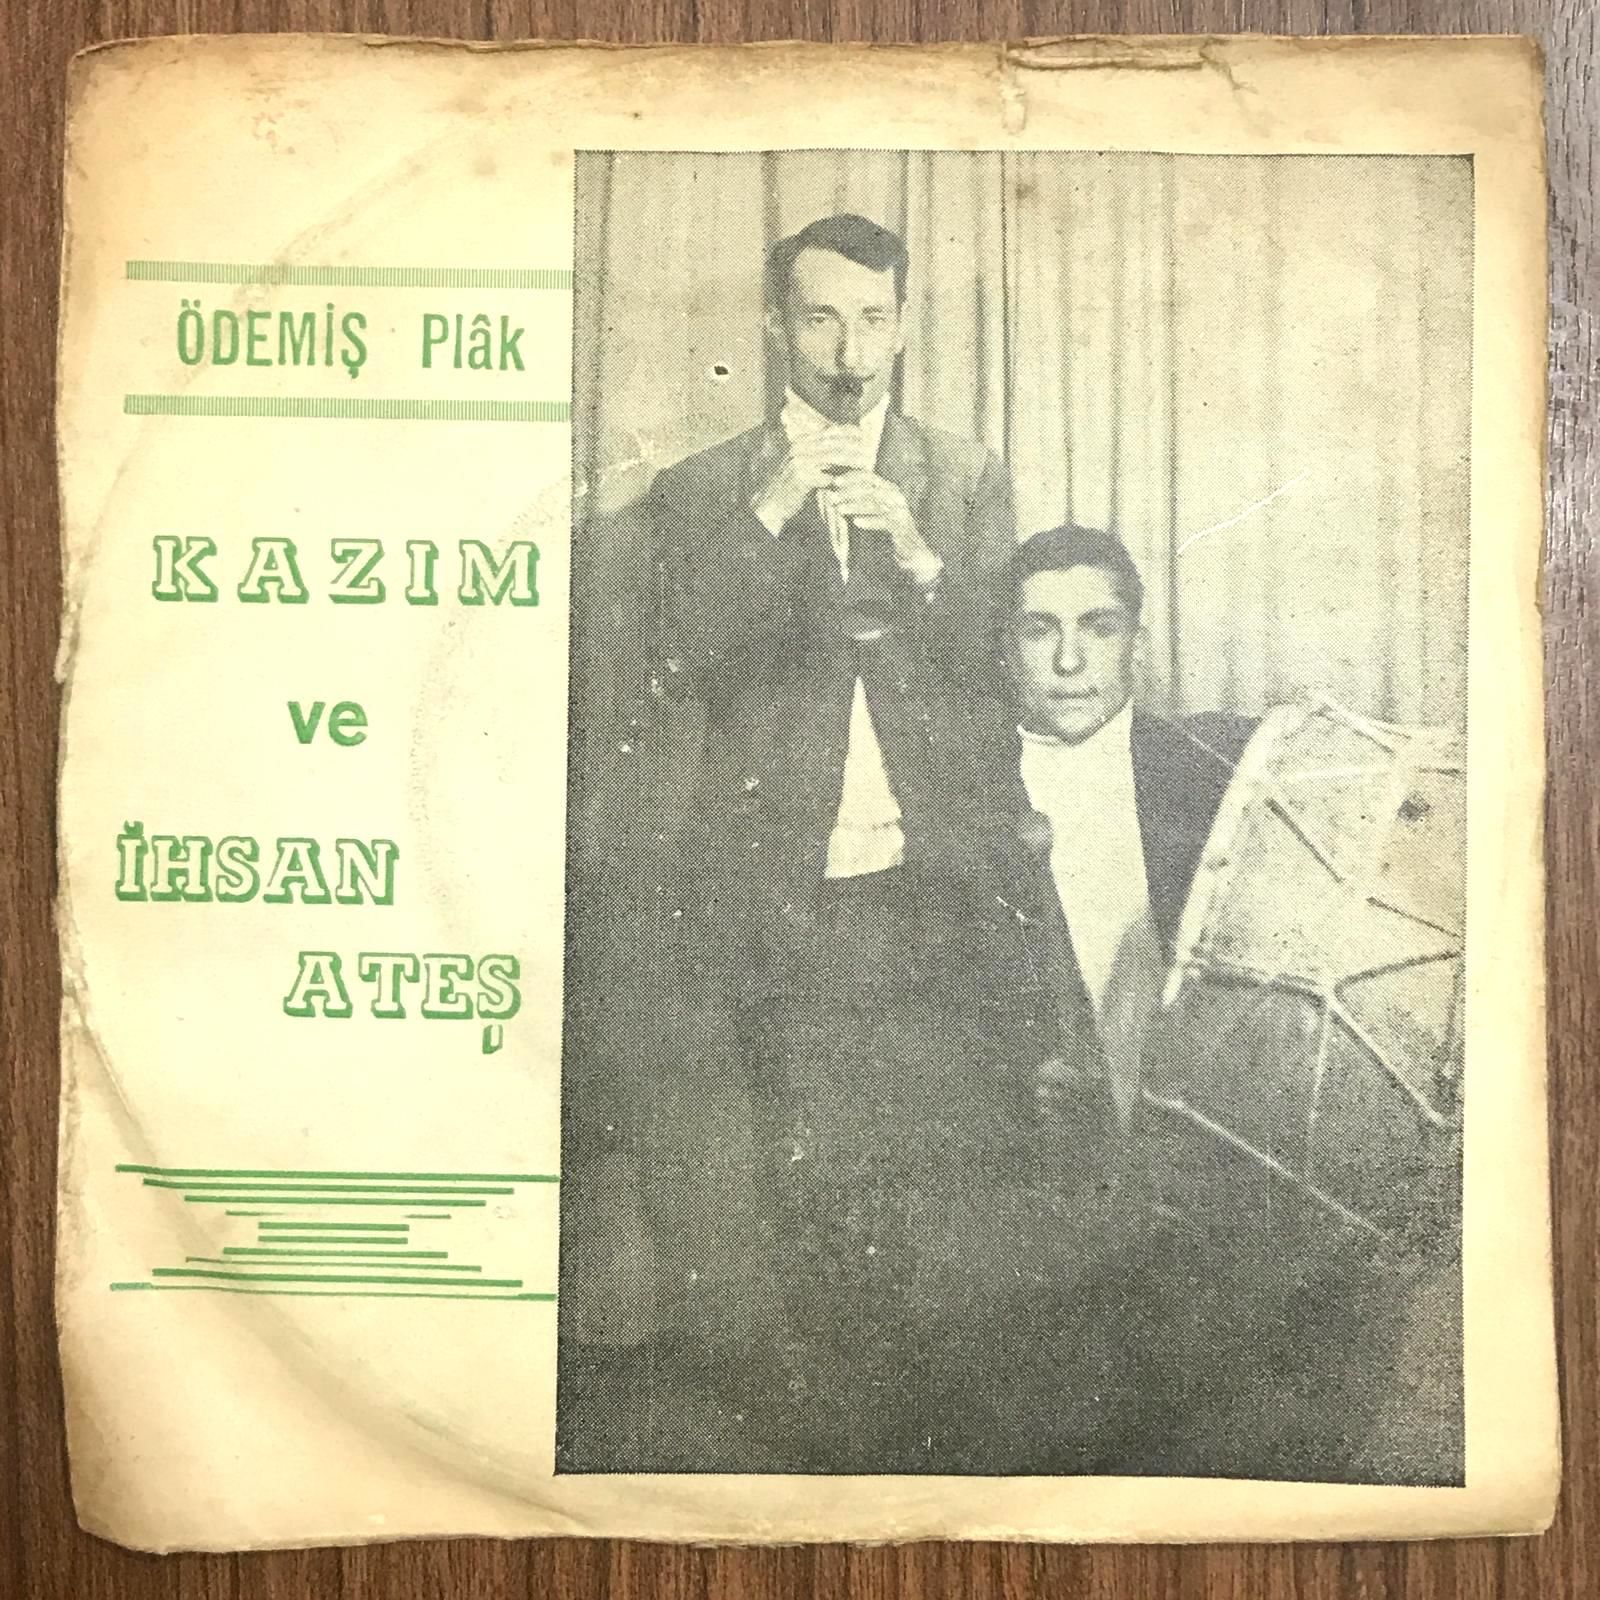 ÖDEMİŞ Plâk
KAZIM
ve
İHSAN
ATEŞ